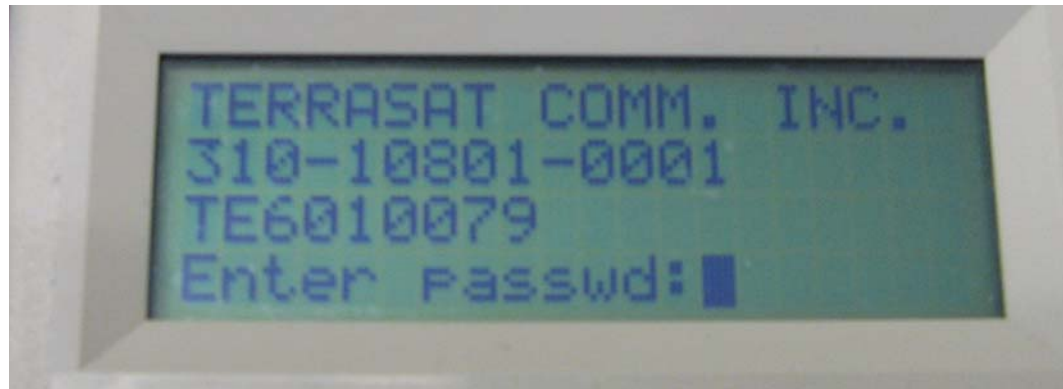 TERRASAT COMM. INC.
310-10801-0001
TE6010079
Enter passwd: